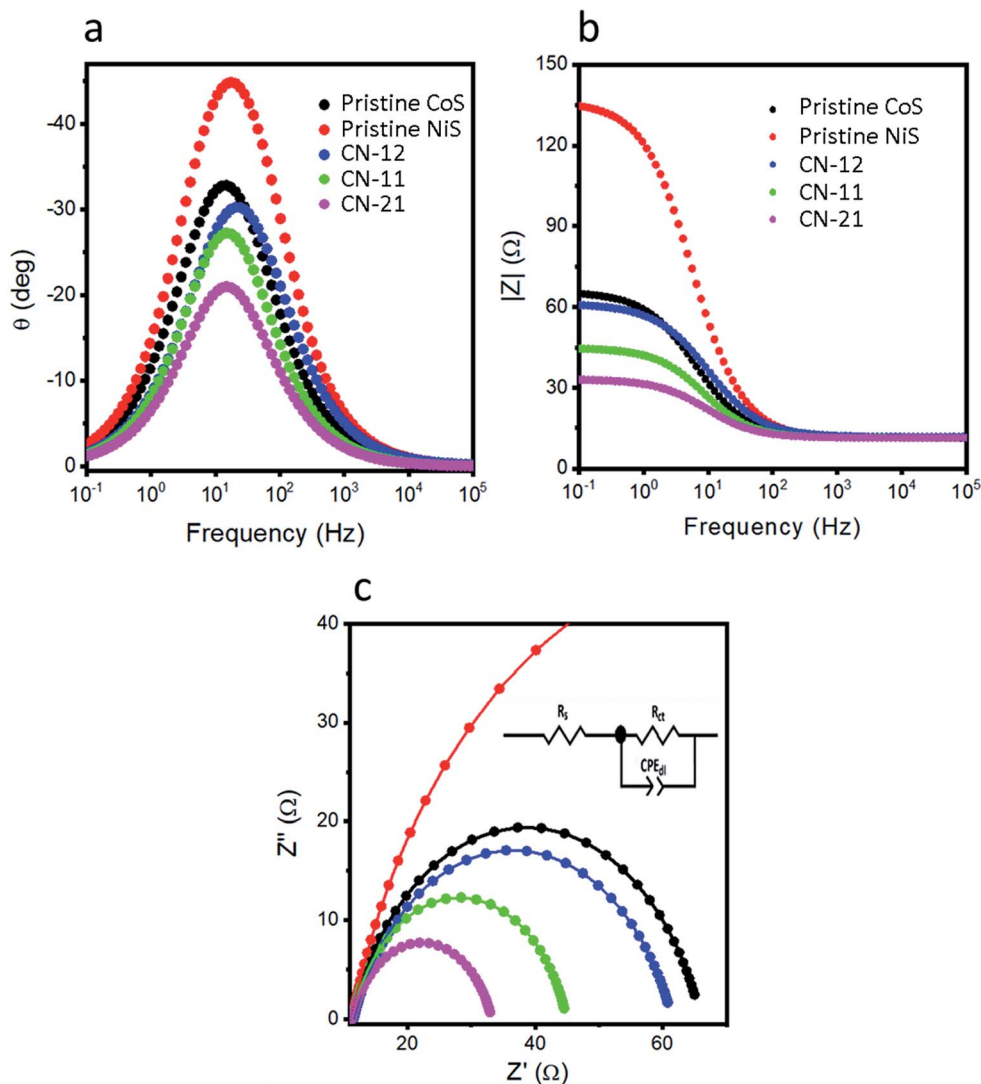 a
-40
-30
-20
-10
0
θ (deg)
Pristine CoS
Pristine NiS
CN-12
CN-11
CN-21
10⁻¹ 10⁰ 10¹ 10² 10³ 10⁴ 10⁵
Frequency (Hz)
b
150
120
90
60
30
0
|Z| (Ω)
Pristine CoS
Pristine NiS
CN-12
CN-11
CN-21
10⁻¹ 10⁰ 10¹ 10² 10³ 10⁴ 10⁵
Frequency (Hz)
c
40
30
20
10
0
Z'' (Ω)
Rs
Rct
CPEdl
20 40 60
Z' (Ω)